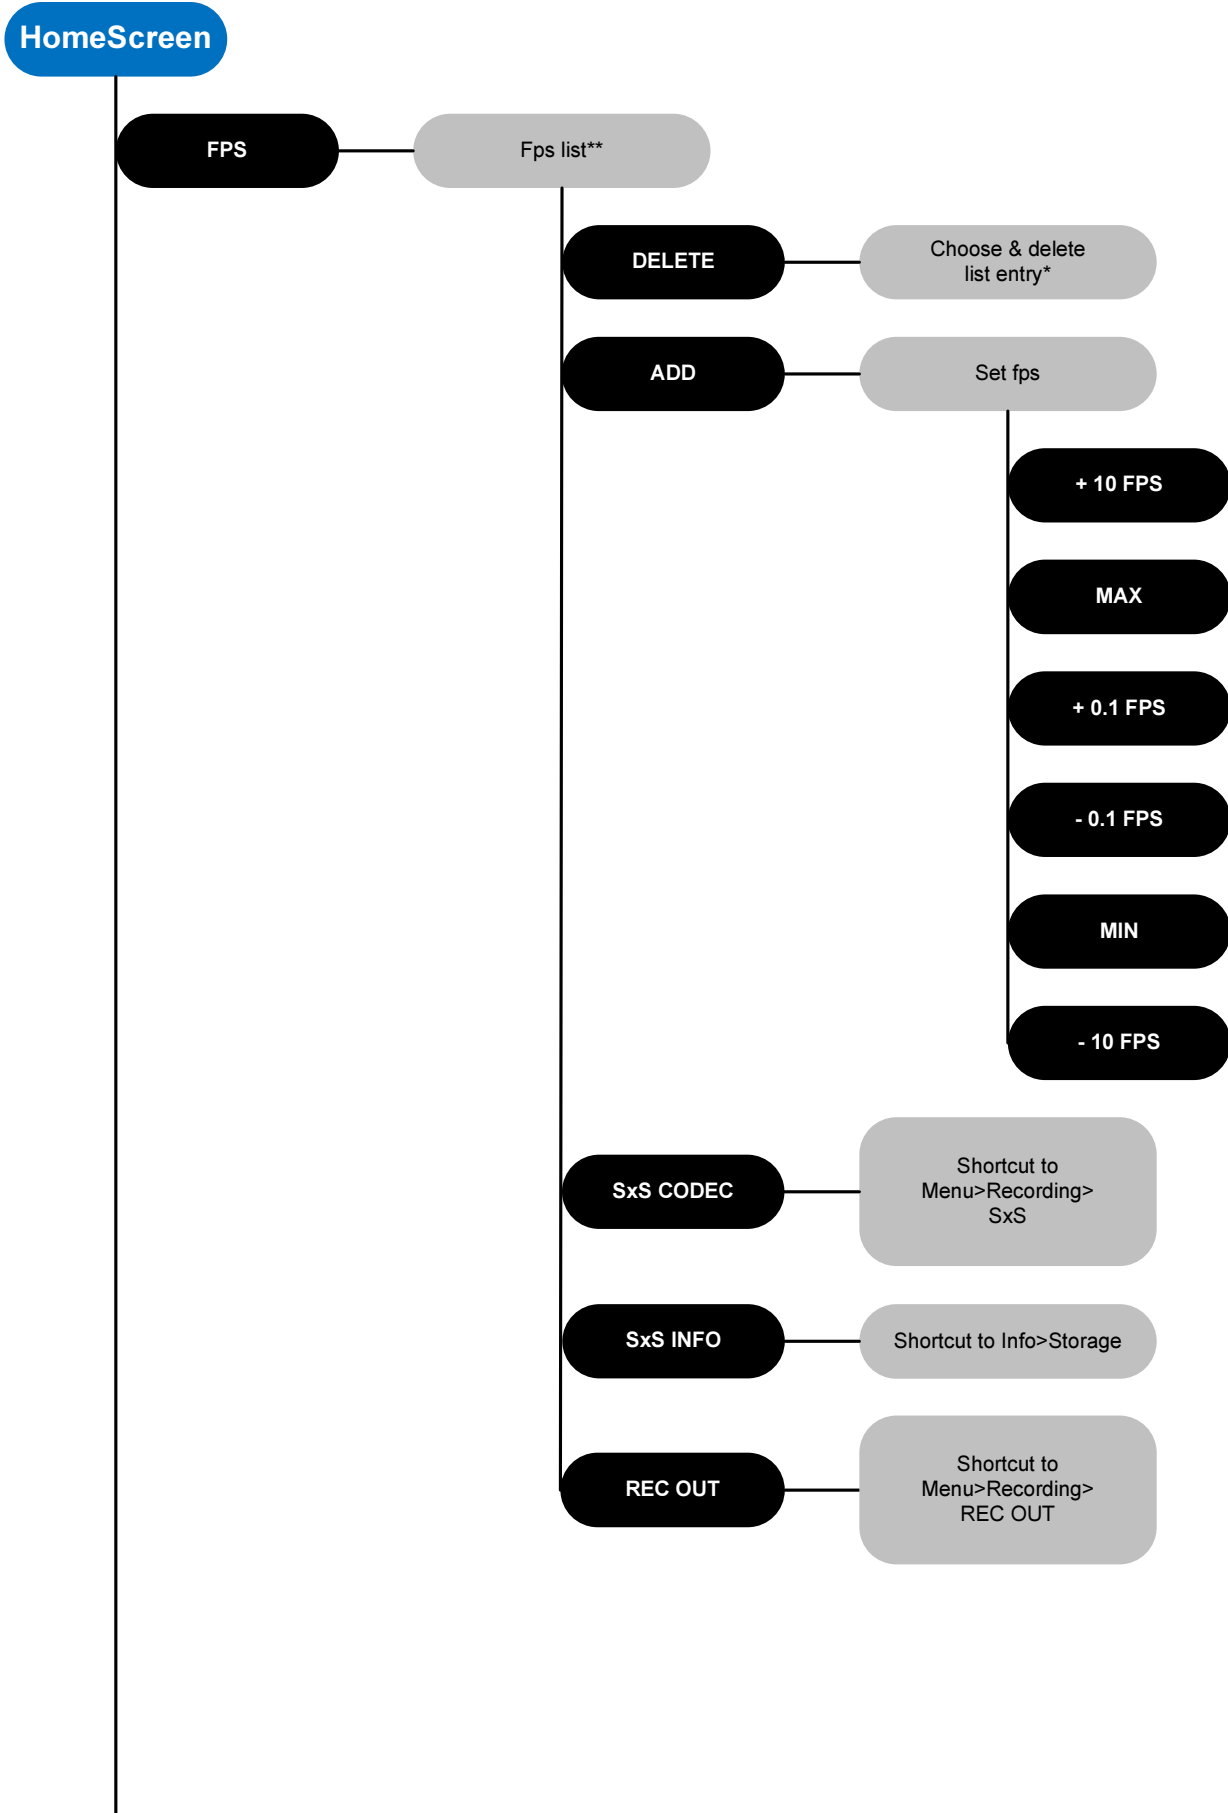 HomeScreen
FPS
Fps list**
DELETE
Choose & delete
list entry*
ADD
Set fps
+ 10 FPS
MAX
+ 0.1 FPS
- 0.1 FPS
MIN
- 10 FPS
SxS CODEC
Shortcut to
Menu>Recording>
SxS
SxS INFO
Shortcut to Info>Storage
REC OUT
Shortcut to
Menu>Recording>
REC OUT